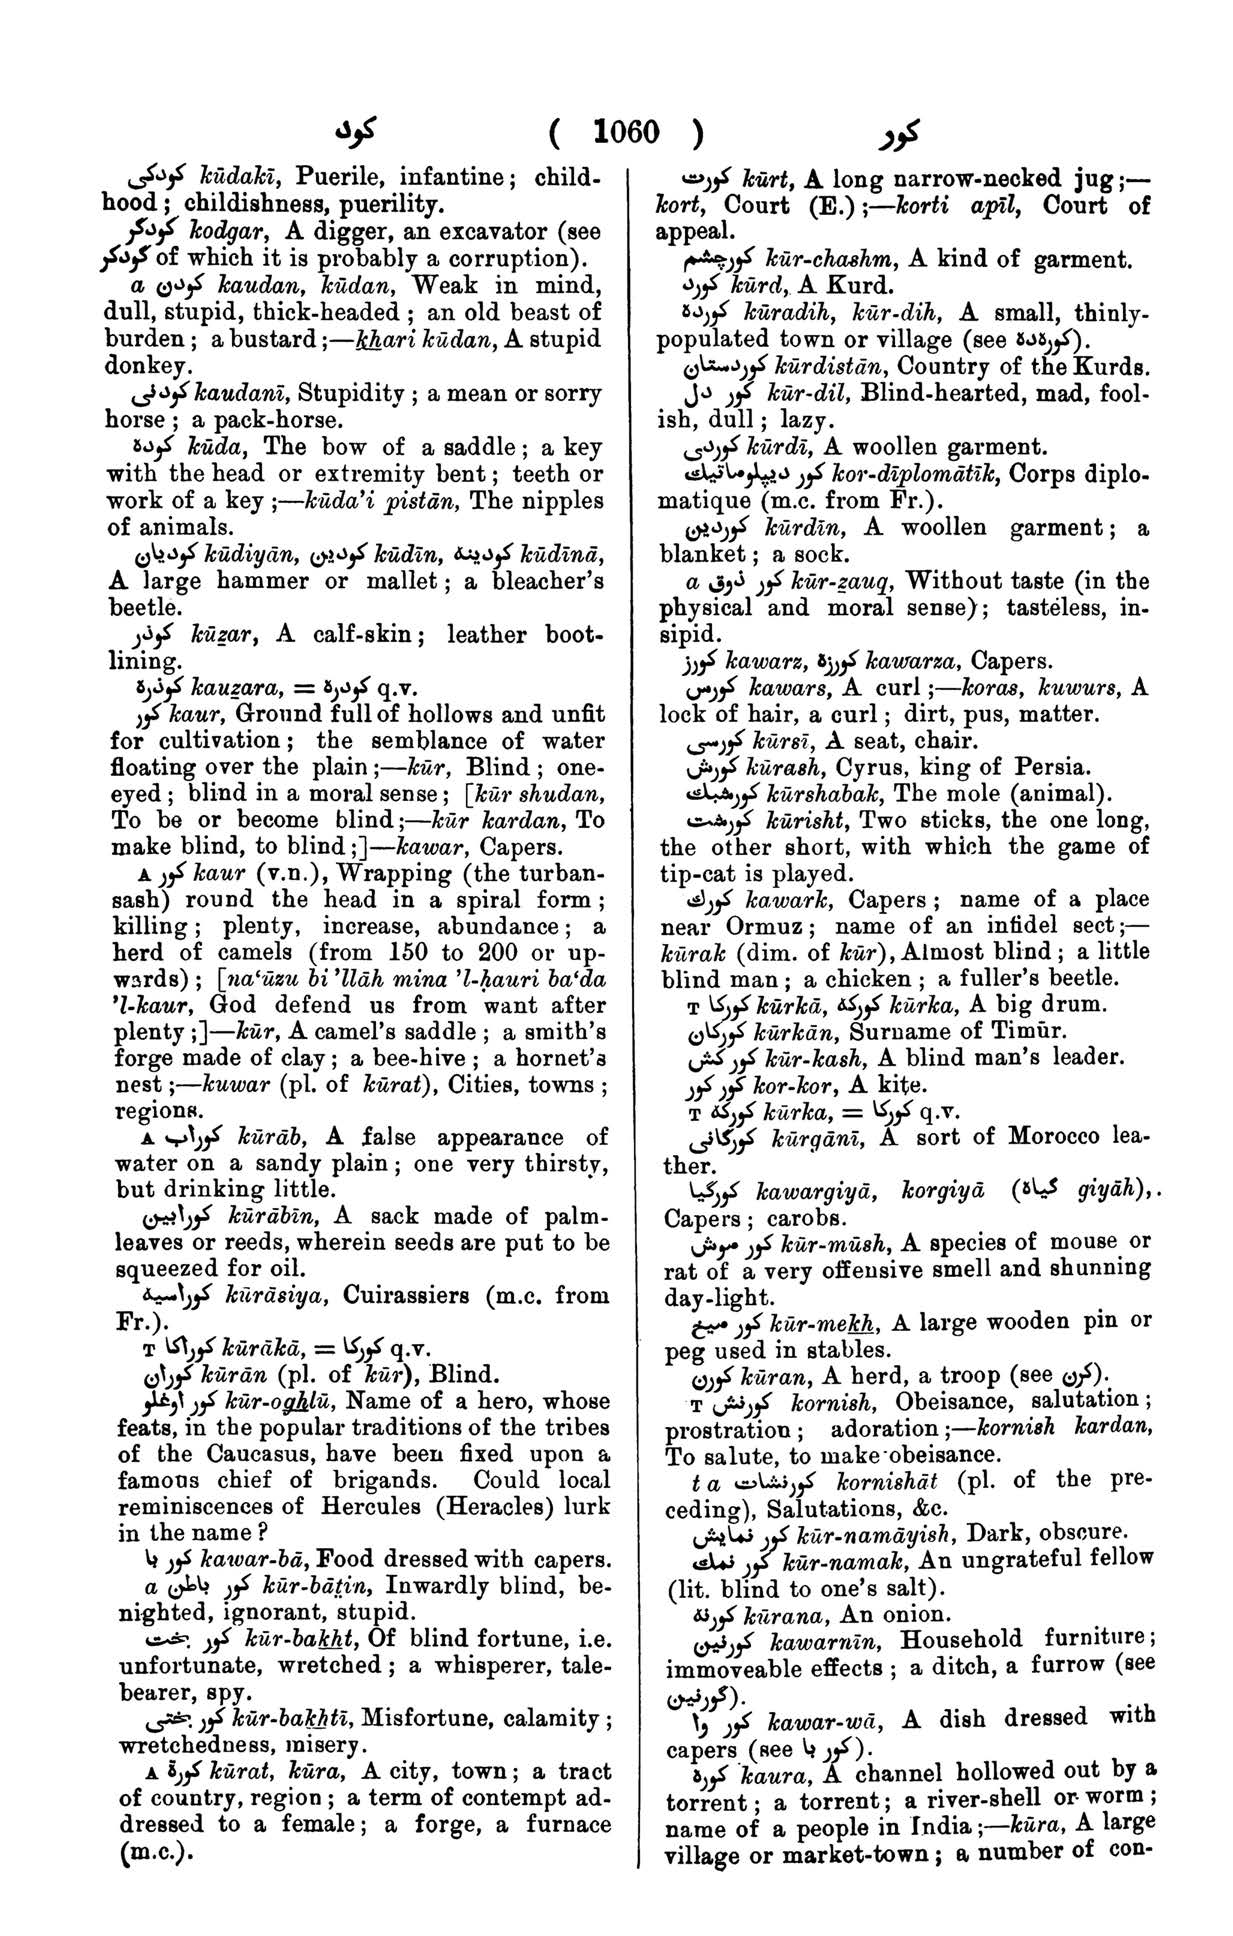 کود ( 1060 ) کور
کودکی kūdakī, Puerile, infantine; child-
hood; childishness, puerility.
کودگر kodgar, A digger, an excavator (see
گودگر of which it is probably a corruption).
a کودن kaudan, kūdan, Weak in mind,
dull, stupid, thick-headed; an old beast of
burden; a bustard;—khari kūdan, A stupid
donkey.
کودنی kaudanī, Stupidity; a mean or sorry
horse; a pack-horse.
کوده kūda, The bow of a saddle; a key
with the head or extremity bent; teeth or
work of a key;—kūda'i pistān, The nipples
of animals.
کودیان kūdiyān, کودین kūdīn, کودینه kūdīnā,
A large hammer or mallet; a bleacher's
beetle.
کوذر kūẕar, A calf-skin; leather boot-
lining.
کوذره kauẕara, = کودره q.v.
کور kaur, Ground full of hollows and unfit
for cultivation; the semblance of water
floating over the plain;—kūr, Blind; one-
eyed; blind in a moral sense; [kūr shudan,
To be or become blind;—kūr kardan, To
make blind, to blind;]—kawar, Capers.
A کور kaur (v.n.), Wrapping (the turban-
sash) round the head in a spiral form;
killing; plenty, increase, abundance; a
herd of camels (from 150 to 200 or up-
wards); [na‘ūzu bi 'llāh mina 'l-ḥauri ba‘da
'l-kaur, God defend us from want after
plenty;]—kūr, A camel's saddle; a smith's
forge made of clay; a bee-hive; a hornet's
nest;—kuwar (pl. of kūrat), Cities, towns;
regions.
A کوراب kūrāb, A false appearance of
water on a sandy plain; one very thirsty,
but drinking little.
کورابین kūrābīn, A sack made of palm-
leaves or reeds, wherein seeds are put to be
squeezed for oil.
کوراسیه kūrāsiya, Cuirassiers (m.c. from
Fr.).
T کوراکا kūrākā, = کورکا q.v.
کوران kūrān (pl. of kūr), Blind.
کور اوغلو kūr-oghlū, Name of a hero, whose
feats, in the popular traditions of the tribes
of the Caucasus, have been fixed upon a
famous chief of brigands. Could local
reminiscences of Hercules (Heracles) lurk
in the name?
کور با kawar-bā, Food dressed with capers.
a کور باطن kūr-bāt̤in, Inwardly blind, be-
nighted, ignorant, stupid.
کور بخت kūr-bakht, Of blind fortune, i.e.
unfortunate, wretched; a whisperer, tale-
bearer, spy.
کور بختی kūr-bakhtī, Misfortune, calamity;
wretchedness, misery.
A کورة kūrat, kūra, A city, town; a tract
of country, region; a term of contempt ad-
dressed to a female; a forge, a furnace
(m.c.).
کورت kūrt, A long narrow-necked jug;—
kort, Court (E.);—korti apīl, Court of
appeal.
کورچشم kūr-chashm, A kind of garment.
کورد kūrd, A Kurd.
کورده kūradih, kūr-dih, A small, thinly-
populated town or village (see کورهده).
کوردستان kūrdistān, Country of the Kurds.
کور دل kūr-dil, Blind-hearted, mad, fool-
ish, dull; lazy.
کوردی kūrdī, A woollen garment.
کور دیپلوماتیك kor-dīplomātīk, Corps diplo-
matique (m.c. from Fr.).
کوردین kūrdīn, A woollen garment; a
blanket; a sock.
a کور ذوق kūr-ẕauq, Without taste (in the
physical and moral sense); tasteless, in-
sipid.
کورز kawarz, کورزه kawarza, Capers.
کورس kawars, A curl;—koras, kuwurs, A
lock of hair, a curl; dirt, pus, matter.
کورسی kūrsī, A seat, chair.
کورش kūrash, Cyrus, king of Persia.
کورشبك kūrshabak, The mole (animal).
کورشت kūrisht, Two sticks, the one long,
the other short, with which the game of
tip-cat is played.
کورك kawark, Capers; name of a place
near Ormuz; name of an infidel sect;—
kūrak (dim. of kūr), Almost blind; a little
blind man; a chicken; a fuller's beetle.
T کورکا kūrkā, کورکه kūrka, A big drum.
کورکان kūrkān, Surname of Timūr.
کور کش kūr-kash, A blind man's leader.
کور کور kor-kor, A kite.
T کورکه kūrka, = کورکا q.v.
کورگانی kūrgānī, A sort of Morocco lea-
ther.
کورگیا kawargiyā, korgiyā (گیاه giyāh),.
Capers; carobs.
کور موش kūr-mūsh, A species of mouse or
rat of a very offensive smell and shunning
day-light.
کور میخ kūr-mekh, A large wooden pin or
peg used in stables.
کورن kūran, A herd, a troop (see کرن).
T کورنش kornish, Obeisance, salutation;
prostration; adoration;—kornish kardan,
To salute, to make obeisance.
t a کورنشات kornishāt (pl. of the pre-
ceding), Salutations, &c.
کور نمایش kūr-namāyish, Dark, obscure.
کور نمك kūr-namak, An ungrateful fellow
(lit. blind to one's salt).
کورنه kūrana, An onion.
کورنین kawarnīn, Household furniture;
immoveable effects; a ditch, a furrow (see
گورنین).
کور وا kawar-wā, A dish dressed with
capers (see کور با).
کوره kaura, A channel hollowed out by a
torrent; a torrent; a river-shell or worm;
name of a people in India;—kūra, A large
village or market-town; a number of con-